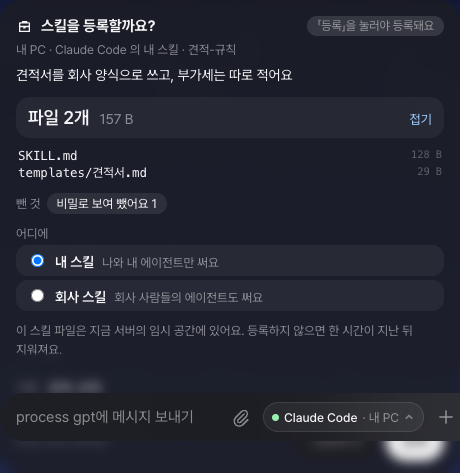 스킬을 등록할까요?
「등록」을 눌러야 등록돼요
내 PC · Claude Code 의 내 스킬 · 견적-규칙
견적서를 회사 양식으로 쓰고, 부가세는 따로 적어요
파일 2개 157 B 접기
SKILL.md 128 B
templates/견적서.md 29 B
뺀 것 비밀로 보여 뺐어요 1
어디에
내 스킬 나와 내 에이전트만 써요
회사 스킬 회사 사람들의 에이전트도 써요
이 스킬 파일은 지금 서버의 임시 공간에 있어요. 등록하지 않으면 한 시간이 지난 뒤
지워져요.
process gpt에 메시지 보내기
Claude Code · 내 PC